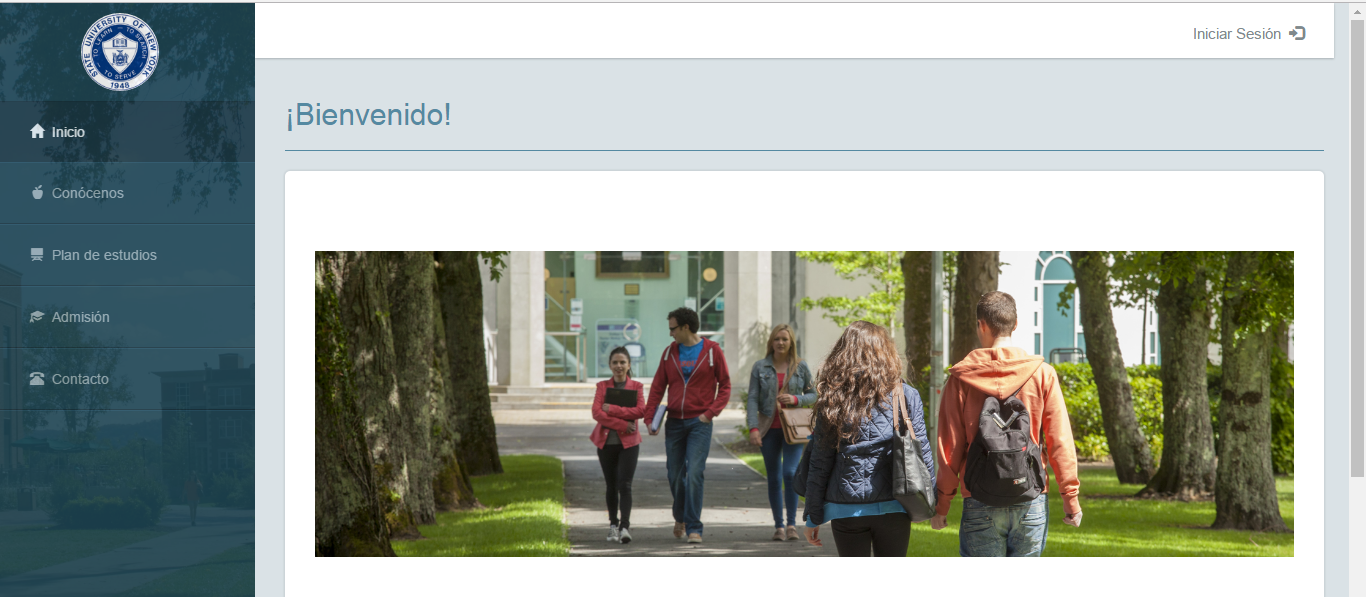 STATE UNIVERSITY OF NEW YORK
TO LEARN — TO SEARCH
TO SERVE
1948
Iniciar Sesión
¡Bienvenido!
Inicio
Conócenos
Plan de estudios
Admisión
Contacto